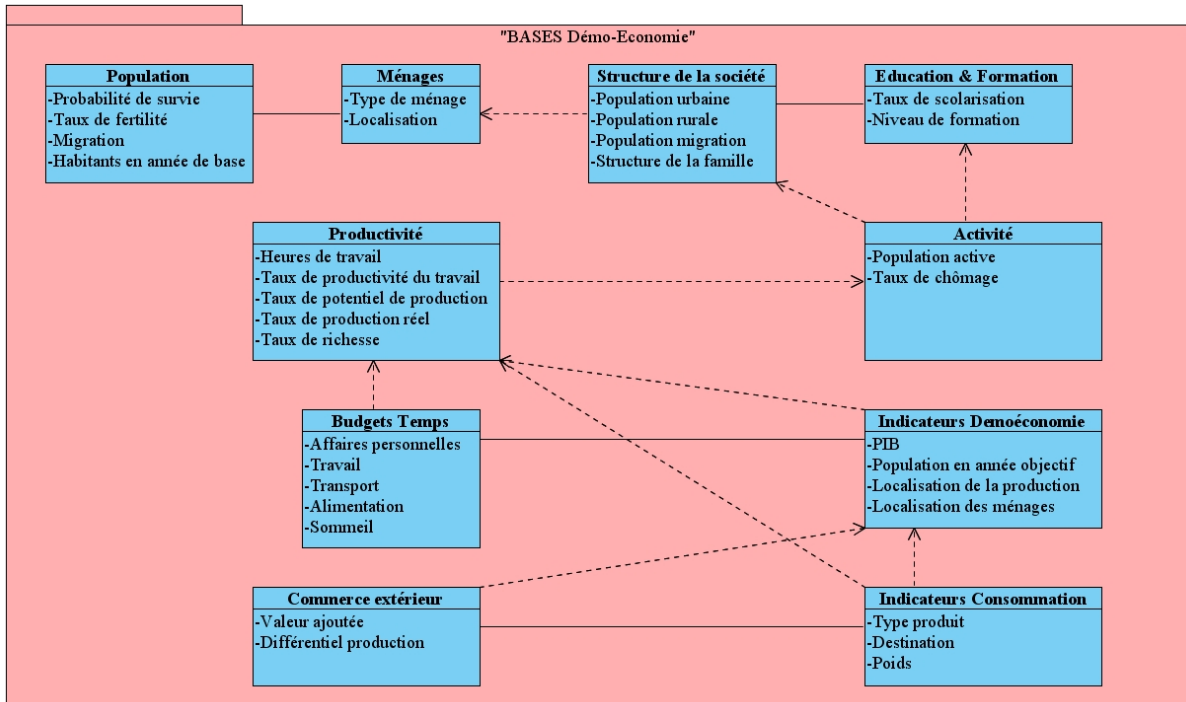 "BASES Démo-Economie"
Population
-Probabilité de survie
-Taux de fertilité
-Migration
-Habitants en année de base
Ménages
-Type de ménage
-Localisation
Structure de la société
-Population urbaine
-Population rurale
-Population migration
-Structure de la famille
Education & Formation
-Taux de scolarisation
-Niveau de formation
Productivité
-Heures de travail
-Taux de productivité du travail
-Taux de potentiel de production
-Taux de production réel
-Taux de richesse
Activité
-Population active
-Taux de chômage
Budgets Temps
-Affaires personnelles
-Travail
-Transport
-Alimentation
-Sommeil
Indicateurs Demoéconomie
-PIB
-Population en année objectif
-Localisation de la production
-Localisation des ménages
Commerce extérieur
-Valeur ajoutée
-Différentiel production
Indicateurs Consommation
-Type produit
-Destination
-Poids